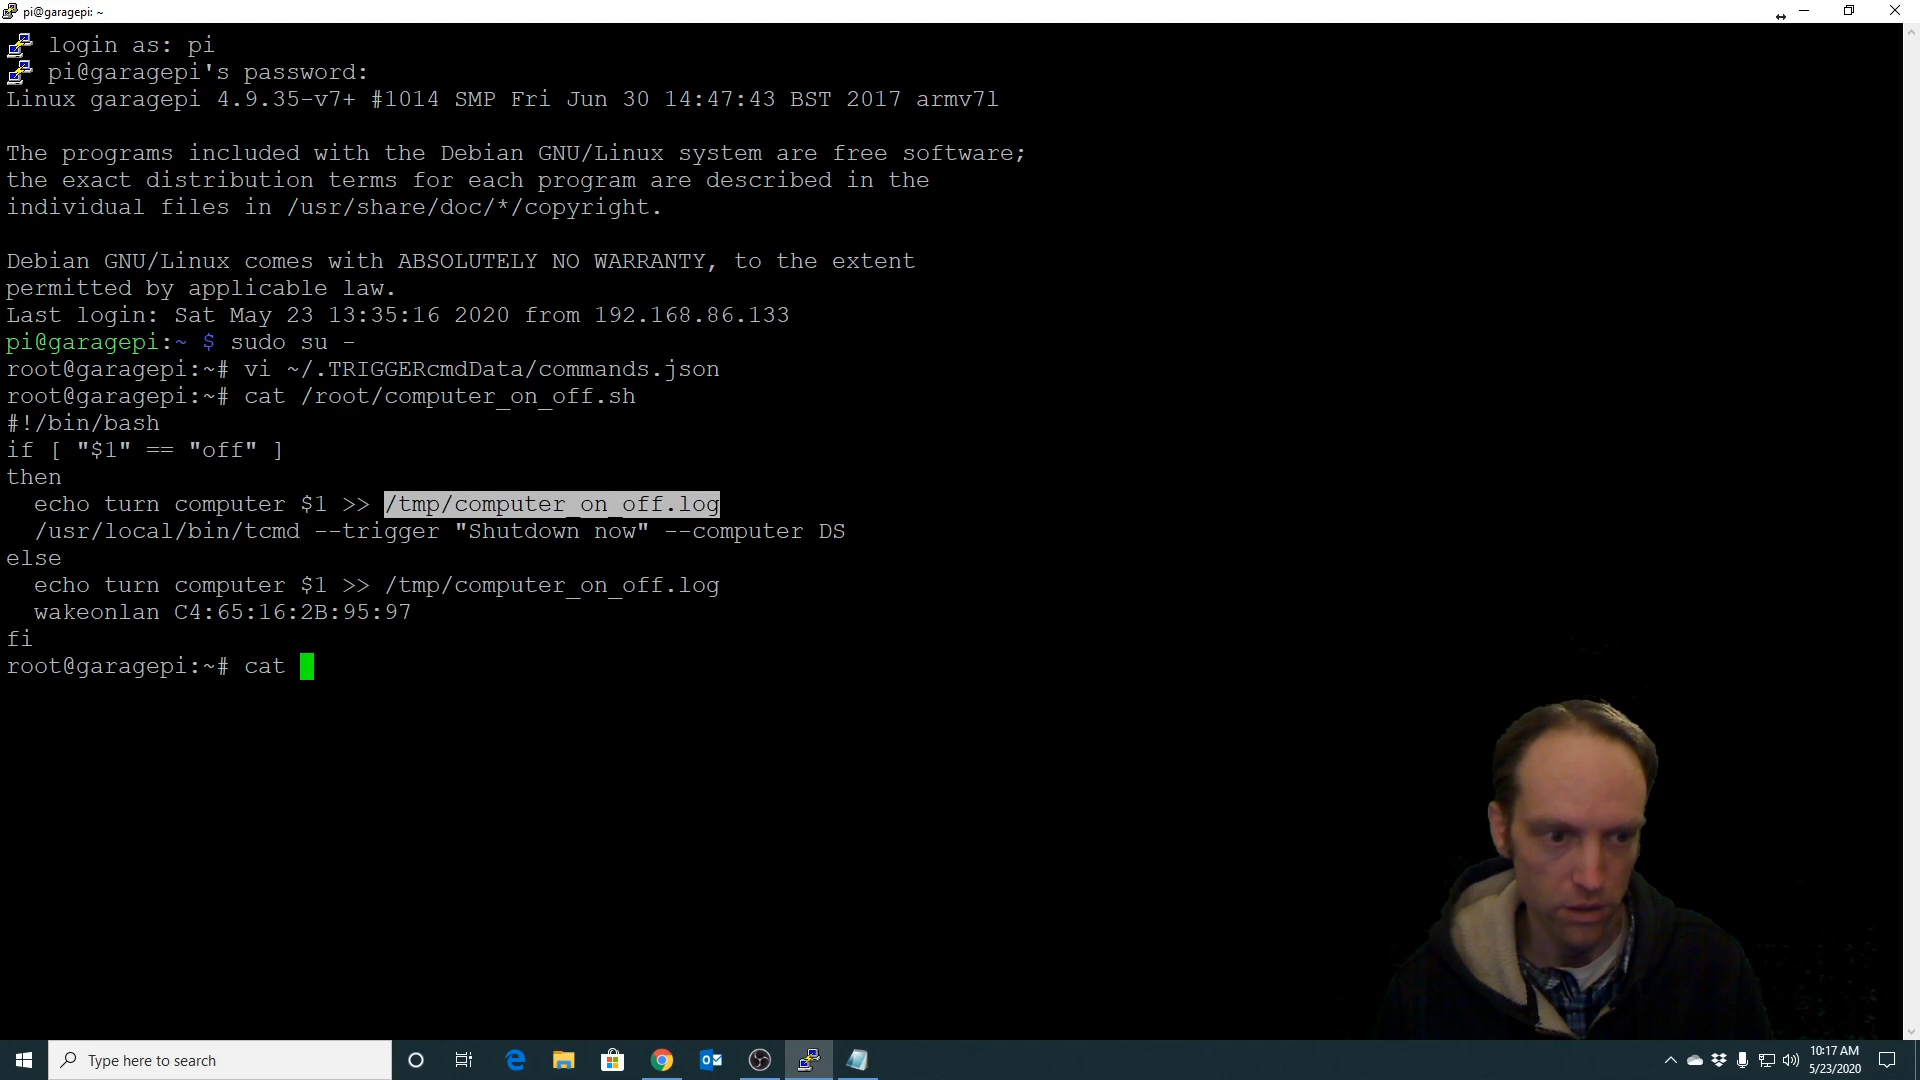 pi@garagepi: ~
login as: pi
pi@garagepi's password:
Linux garagepi 4.9.35-v7+ #1014 SMP Fri Jun 30 14:47:43 BST 2017 armv7l
The programs included with the Debian GNU/Linux system are free software;
the exact distribution terms for each program are described in the
individual files in /usr/share/doc/*/copyright.
Debian GNU/Linux comes with ABSOLUTELY NO WARRANTY, to the extent
permitted by applicable law.
Last login: Sat May 23 13:35:16 2020 from 192.168.86.133
pi@garagepi:~ $ sudo su -
root@garagepi:~# vi ~/.TRIGGERcmdData/commands.json
root@garagepi:~# cat /root/computer_on_off.sh
#!/bin/bash
if [ "$1" == "off" ]
then
  echo turn computer $1 >> /tmp/computer_on_off.log
  /usr/local/bin/tcmd --trigger "Shutdown now" --computer DS
else
  echo turn computer $1 >> /tmp/computer_on_off.log
  wakeonlan C4:65:16:2B:95:97
fi
root@garagepi:~# cat
Type here to search
10:17 AM
5/23/2020